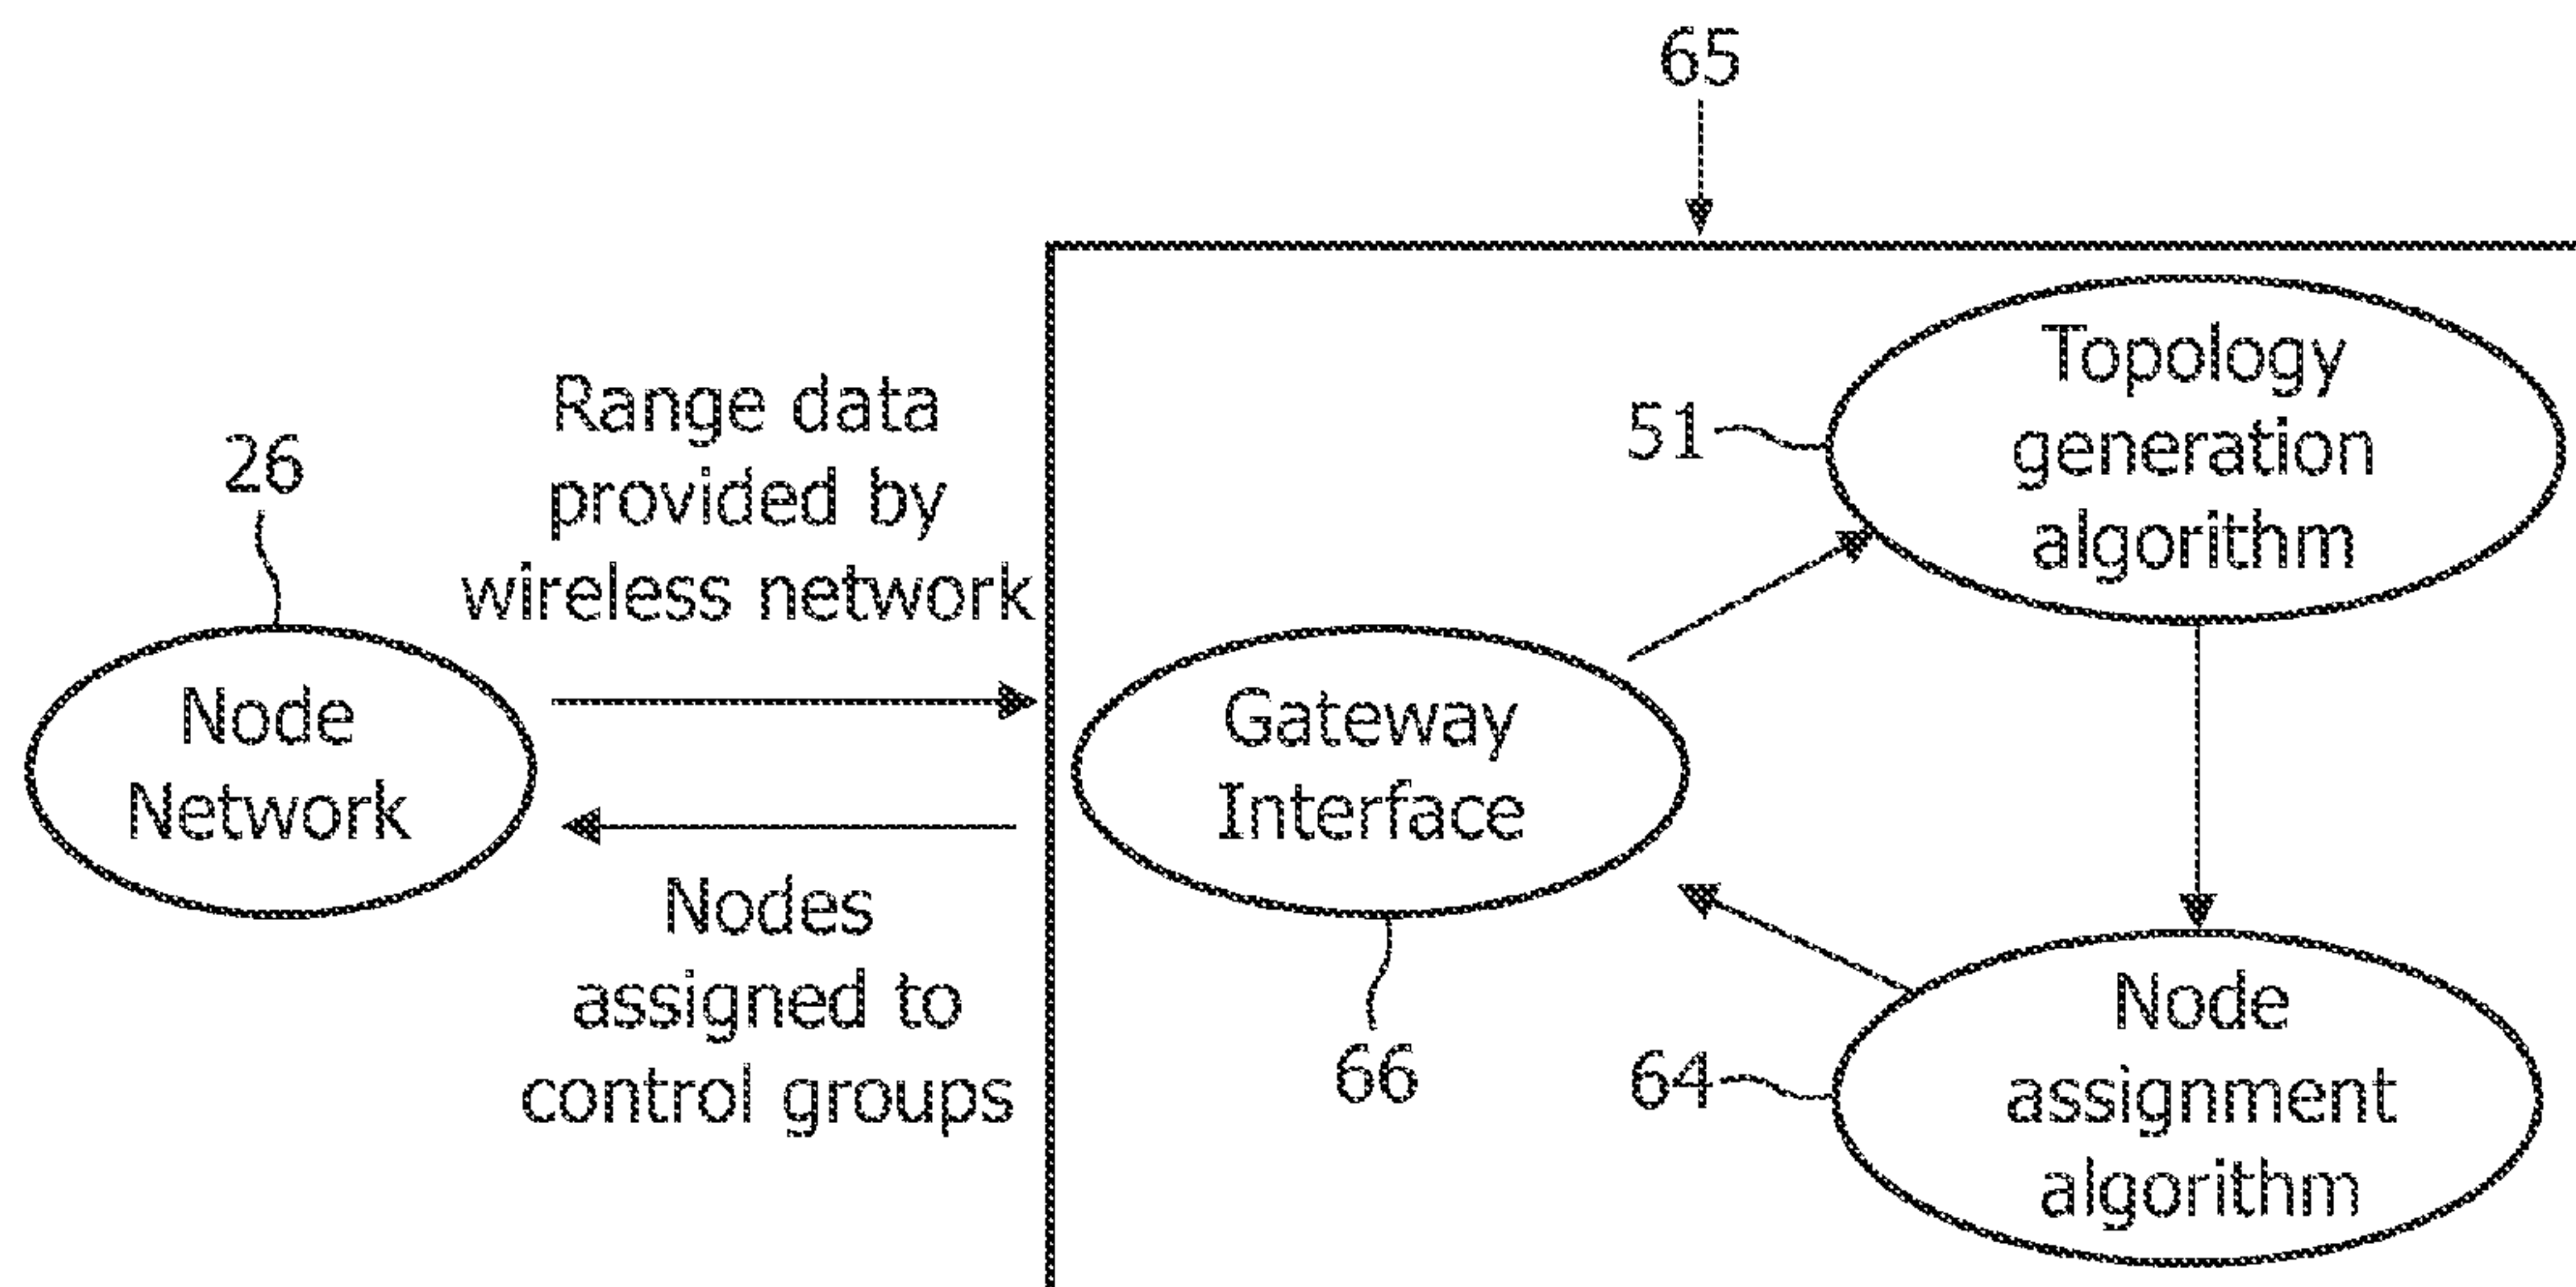 65
Topology
generation
algorithm
51
Range data
provided by
wireless network
26
Node
Network
Gateway
Interface
Nodes
assigned to
control groups
66
64
Node
assignment
algorithm